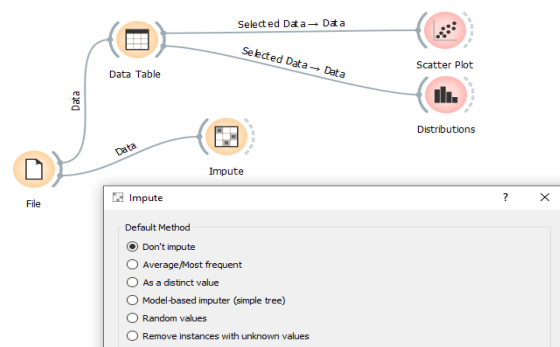 Selected Data → Data
Data Table
Scatter Plot
Selected Data → Data
Data
Distributions
Data
Impute
File
Impute
?
Default Method
Don't impute
Average/Most frequent
As a distinct value
Model-based imputer (simple tree)
Random values
Remove instances with unknown values